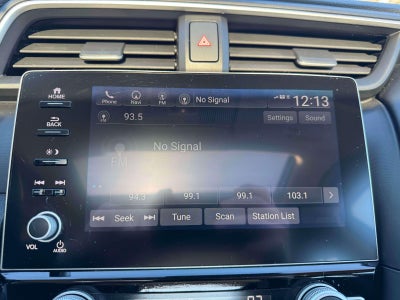 HOME
Phone Navi FM No Signal 12:13
BACK
FM 93.5 Settings Sound
No Signal
FM
94.3 99.1 99.1 103.1
Seek Tune Scan Station List
VOL AUDIO